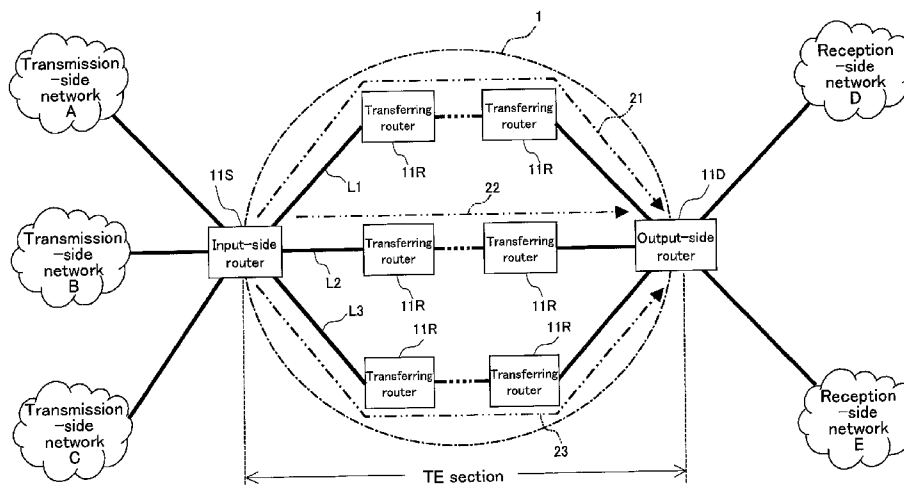 1
Transmission
-side
network
A
Reception
-side
network
D
21
Transferring
router
Transferring
router
11R
11R
11S
L1
22
11D
Transmission
-side
network
B
Input-side
router
Transferring
router
Transferring
router
Output-side
router
L2
11R
11R
L3
11R
11R
Transferring
router
Transferring
router
Transmission
-side
network
C
Reception
-side
network
E
23
TE section